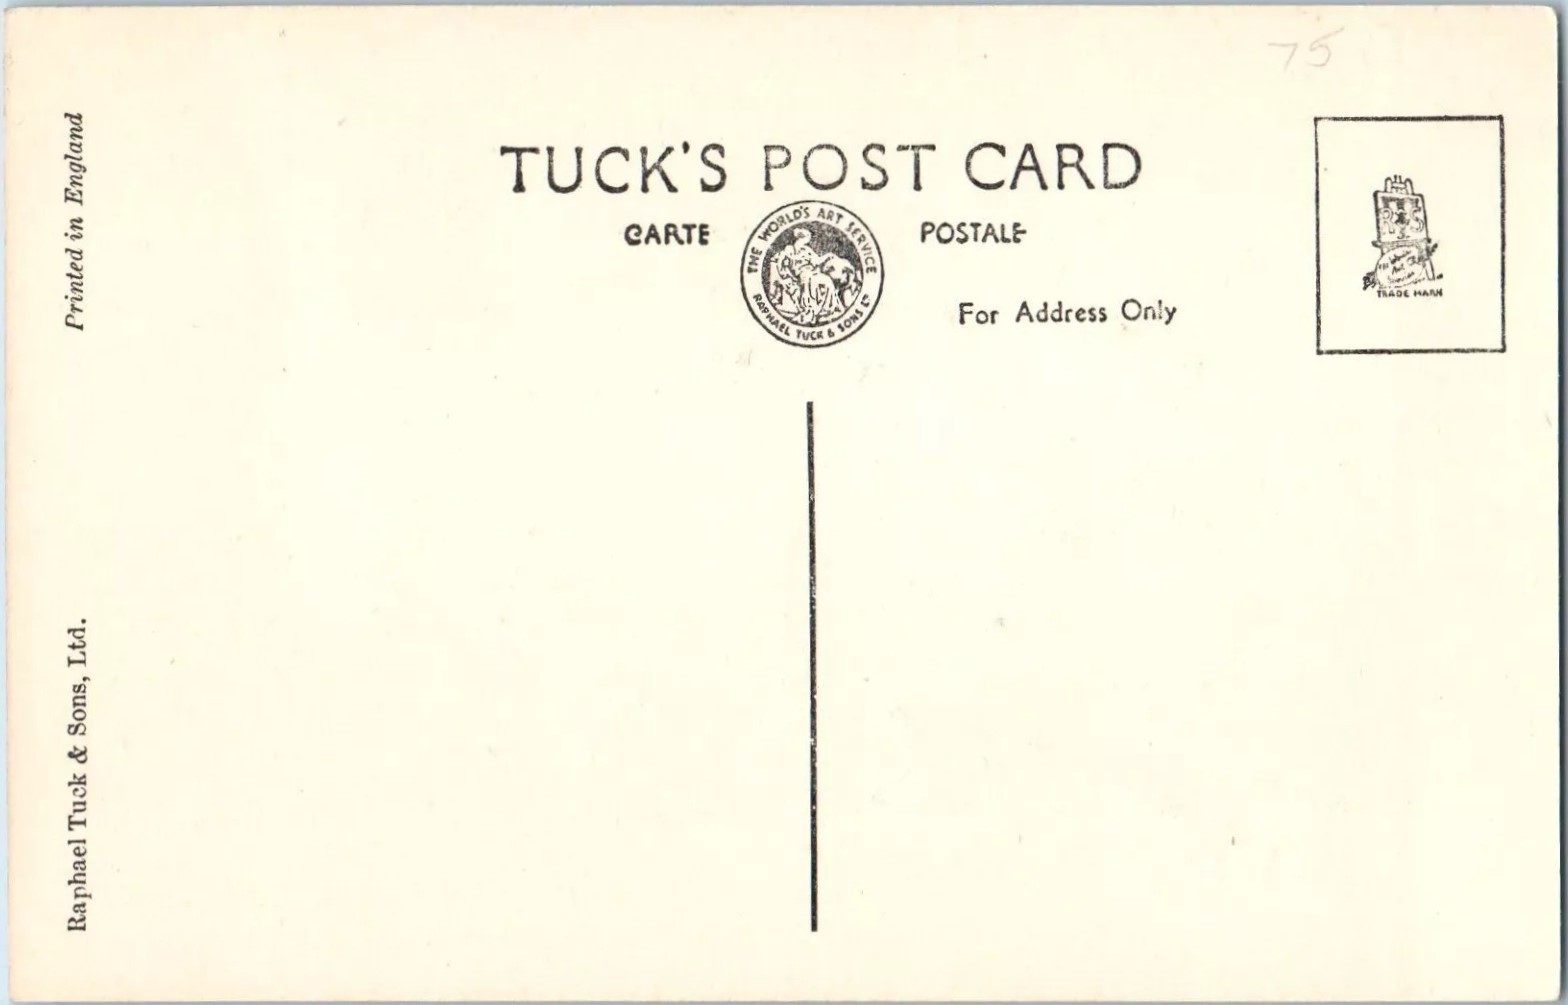 75
TUCK'S POST CARD
CARTE POSTALE
THE WORLD'S ART SERVICE
RAPHAEL TUCK & SONS LD
For Address Only
TRADE MARK
Printed in England
Raphael Tuck & Sons, Ltd.